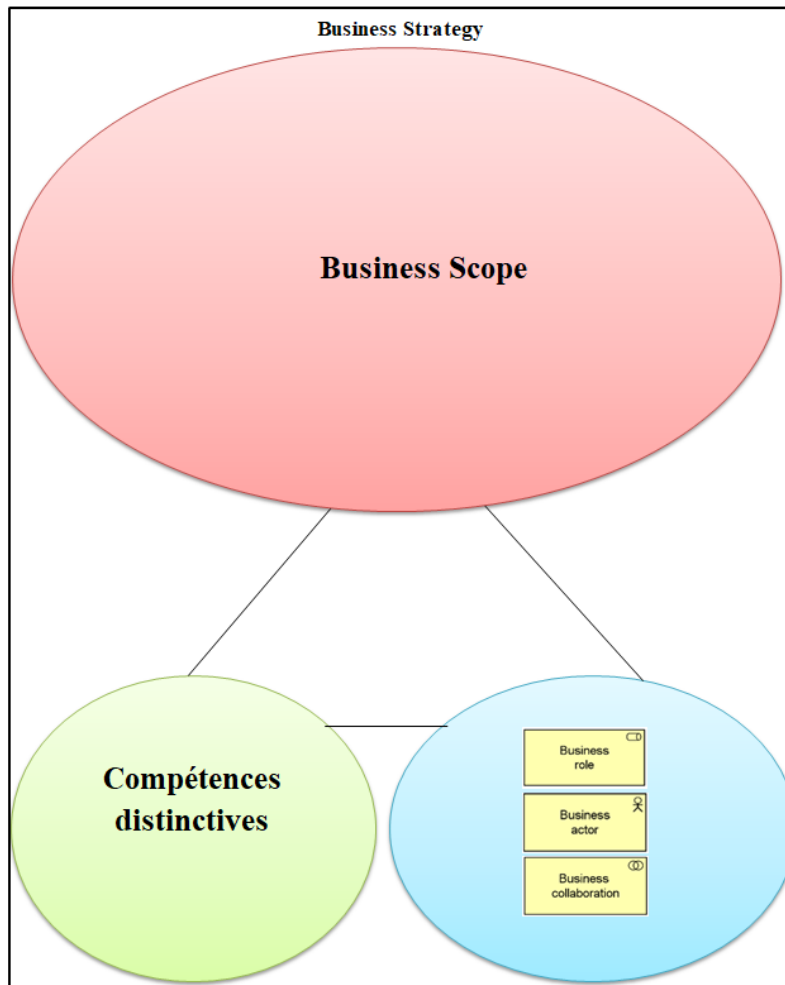 Business Strategy
Business Scope
Compétences
distinctives
Business
role
Business
actor
Business
collaboration